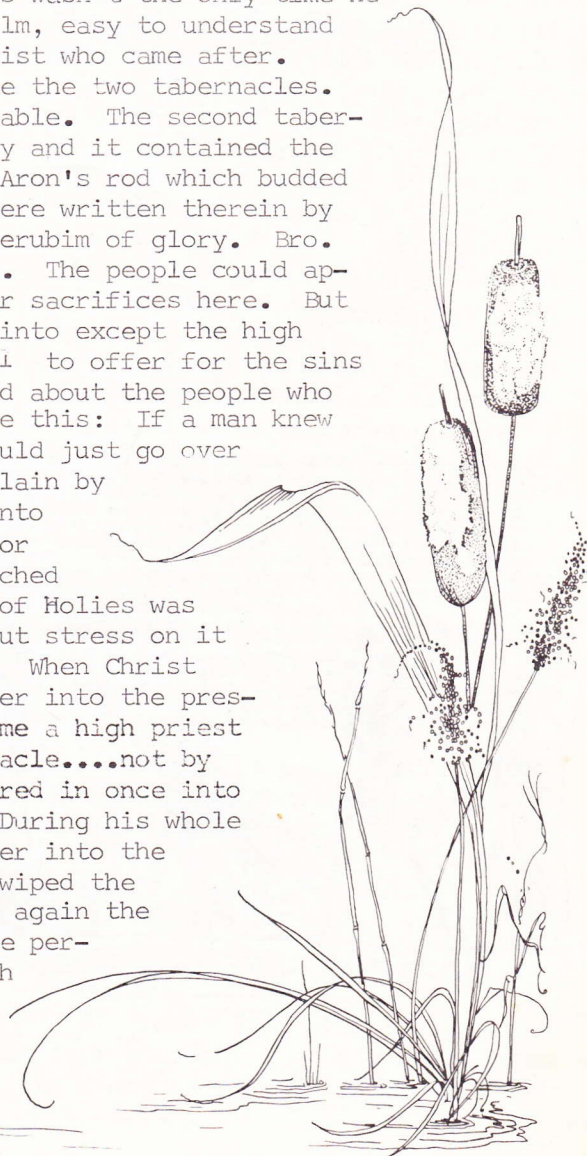 lm, easy to understand
ist who came after.
e the two tabernacles.
able. The second taber-
y and it contained the
Aron's rod which budded
ere written therein by
erubim of glory. Bro.
. The people could ap-
r sacrifices here. But
into except the high
l to offer for the sins
d about the people who
e this: If a man knew
uld just go over
lain by
nto
or
ched
of Holies was
ut stress on it
When Christ
er into the pres-
me a high priest
acle....not by
red in once into
During his whole
er into the
wiped the
again the
e per-
h